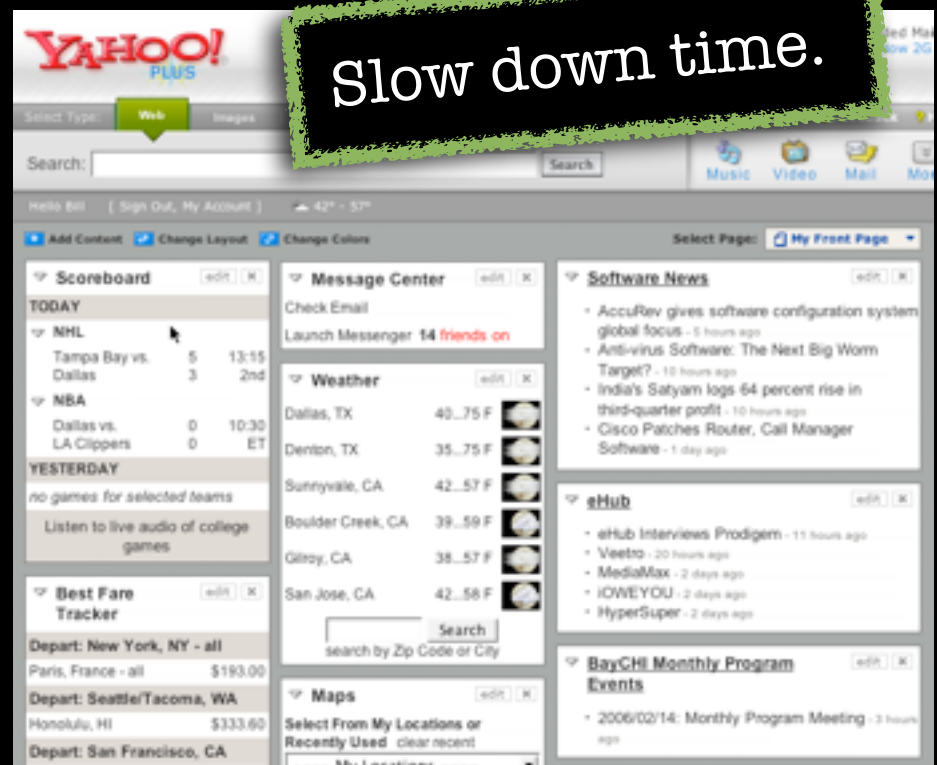 YAHOO!
PLUS
Slow down time.
Select Type:
Web
Images
Search:
Search
Music
Video
Mail
Hello Bill
[ Sign Out, My Account ]
42° - 57°
Add Content
Change Layout
Change Colors
Select Page:
My Front Page
Scoreboard
edit
TODAY
NHL
Tampa Bay vs. 5 13:15
Dallas 3 2nd
NBA
Dallas vs. 0 10:30
LA Clippers 0 ET
YESTERDAY
no games for selected teams
Listen to live audio of college
games
Best Fare
Tracker
edit
Depart: New York, NY - all
Paris, France - all $193.00
Depart: Seattle/Tacoma, WA
Honolulu, HI $333.60
Depart: San Francisco, CA
Message Center
edit
Check Email
Launch Messenger 14 friends on
Weather
edit
Dallas, TX 40...75 F
Denton, TX 35...75 F
Sunnyvale, CA 42...57 F
Boulder Creek, CA 39...59 F
Gilroy, CA 38...57 F
San Jose, CA 42...58 F
Search
search by Zip Code or City
Maps
edit
Select From My Locations or
Recently Used clear recent
My Locations
Software News
edit
AccuRev gives software configuration system
global focus - 5 hours ago
Anti-virus Software: The Next Big Worm
Target? - 10 hours ago
India's Satyam logs 64 percent rise in
third-quarter profit - 10 hours ago
Cisco Patches Router, Call Manager
Software - 1 day ago
eHub
edit
eHub Interviews Prodigem - 11 hours ago
Veetro - 20 hours ago
MediaMax - 2 days ago
iOWEYOU - 2 days ago
HyperSuper - 2 days ago
BayCHI Monthly Program
Events
edit
2006/02/14: Monthly Program Meeting - 3 hours
ago